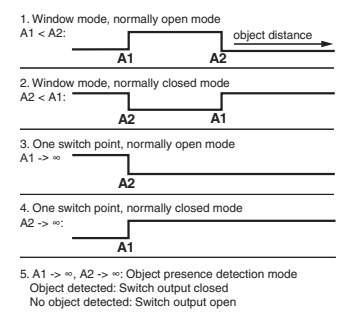 1. Window mode, normally open mode
A1 < A2:
object distance
A1 A2
2. Window mode, normally closed mode
A2 < A1:
A2 A1
3. One switch point, normally open mode
A1 -> ∞
A2
4. One switch point, normally closed mode
A2 -> ∞:
A1
5. A1 -> ∞, A2 -> ∞: Object presence detection mode
Object detected: Switch output closed
No object detected: Switch output open